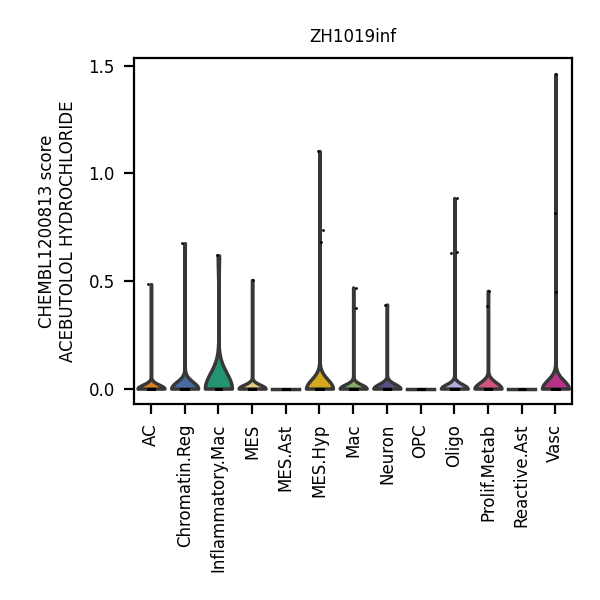 ZH1019inf
CHEMBL1200813 score
ACEBUTOLOL HYDROCHLORIDE
1.5
1.0
0.5
0.0
AC
Chromatin.Reg
Inflammatory.Mac
MES
MES.Ast
MES.Hyp
Mac
Neuron
OPC
Oligo
Prolif.Metab
Reactive.Ast
Vasc